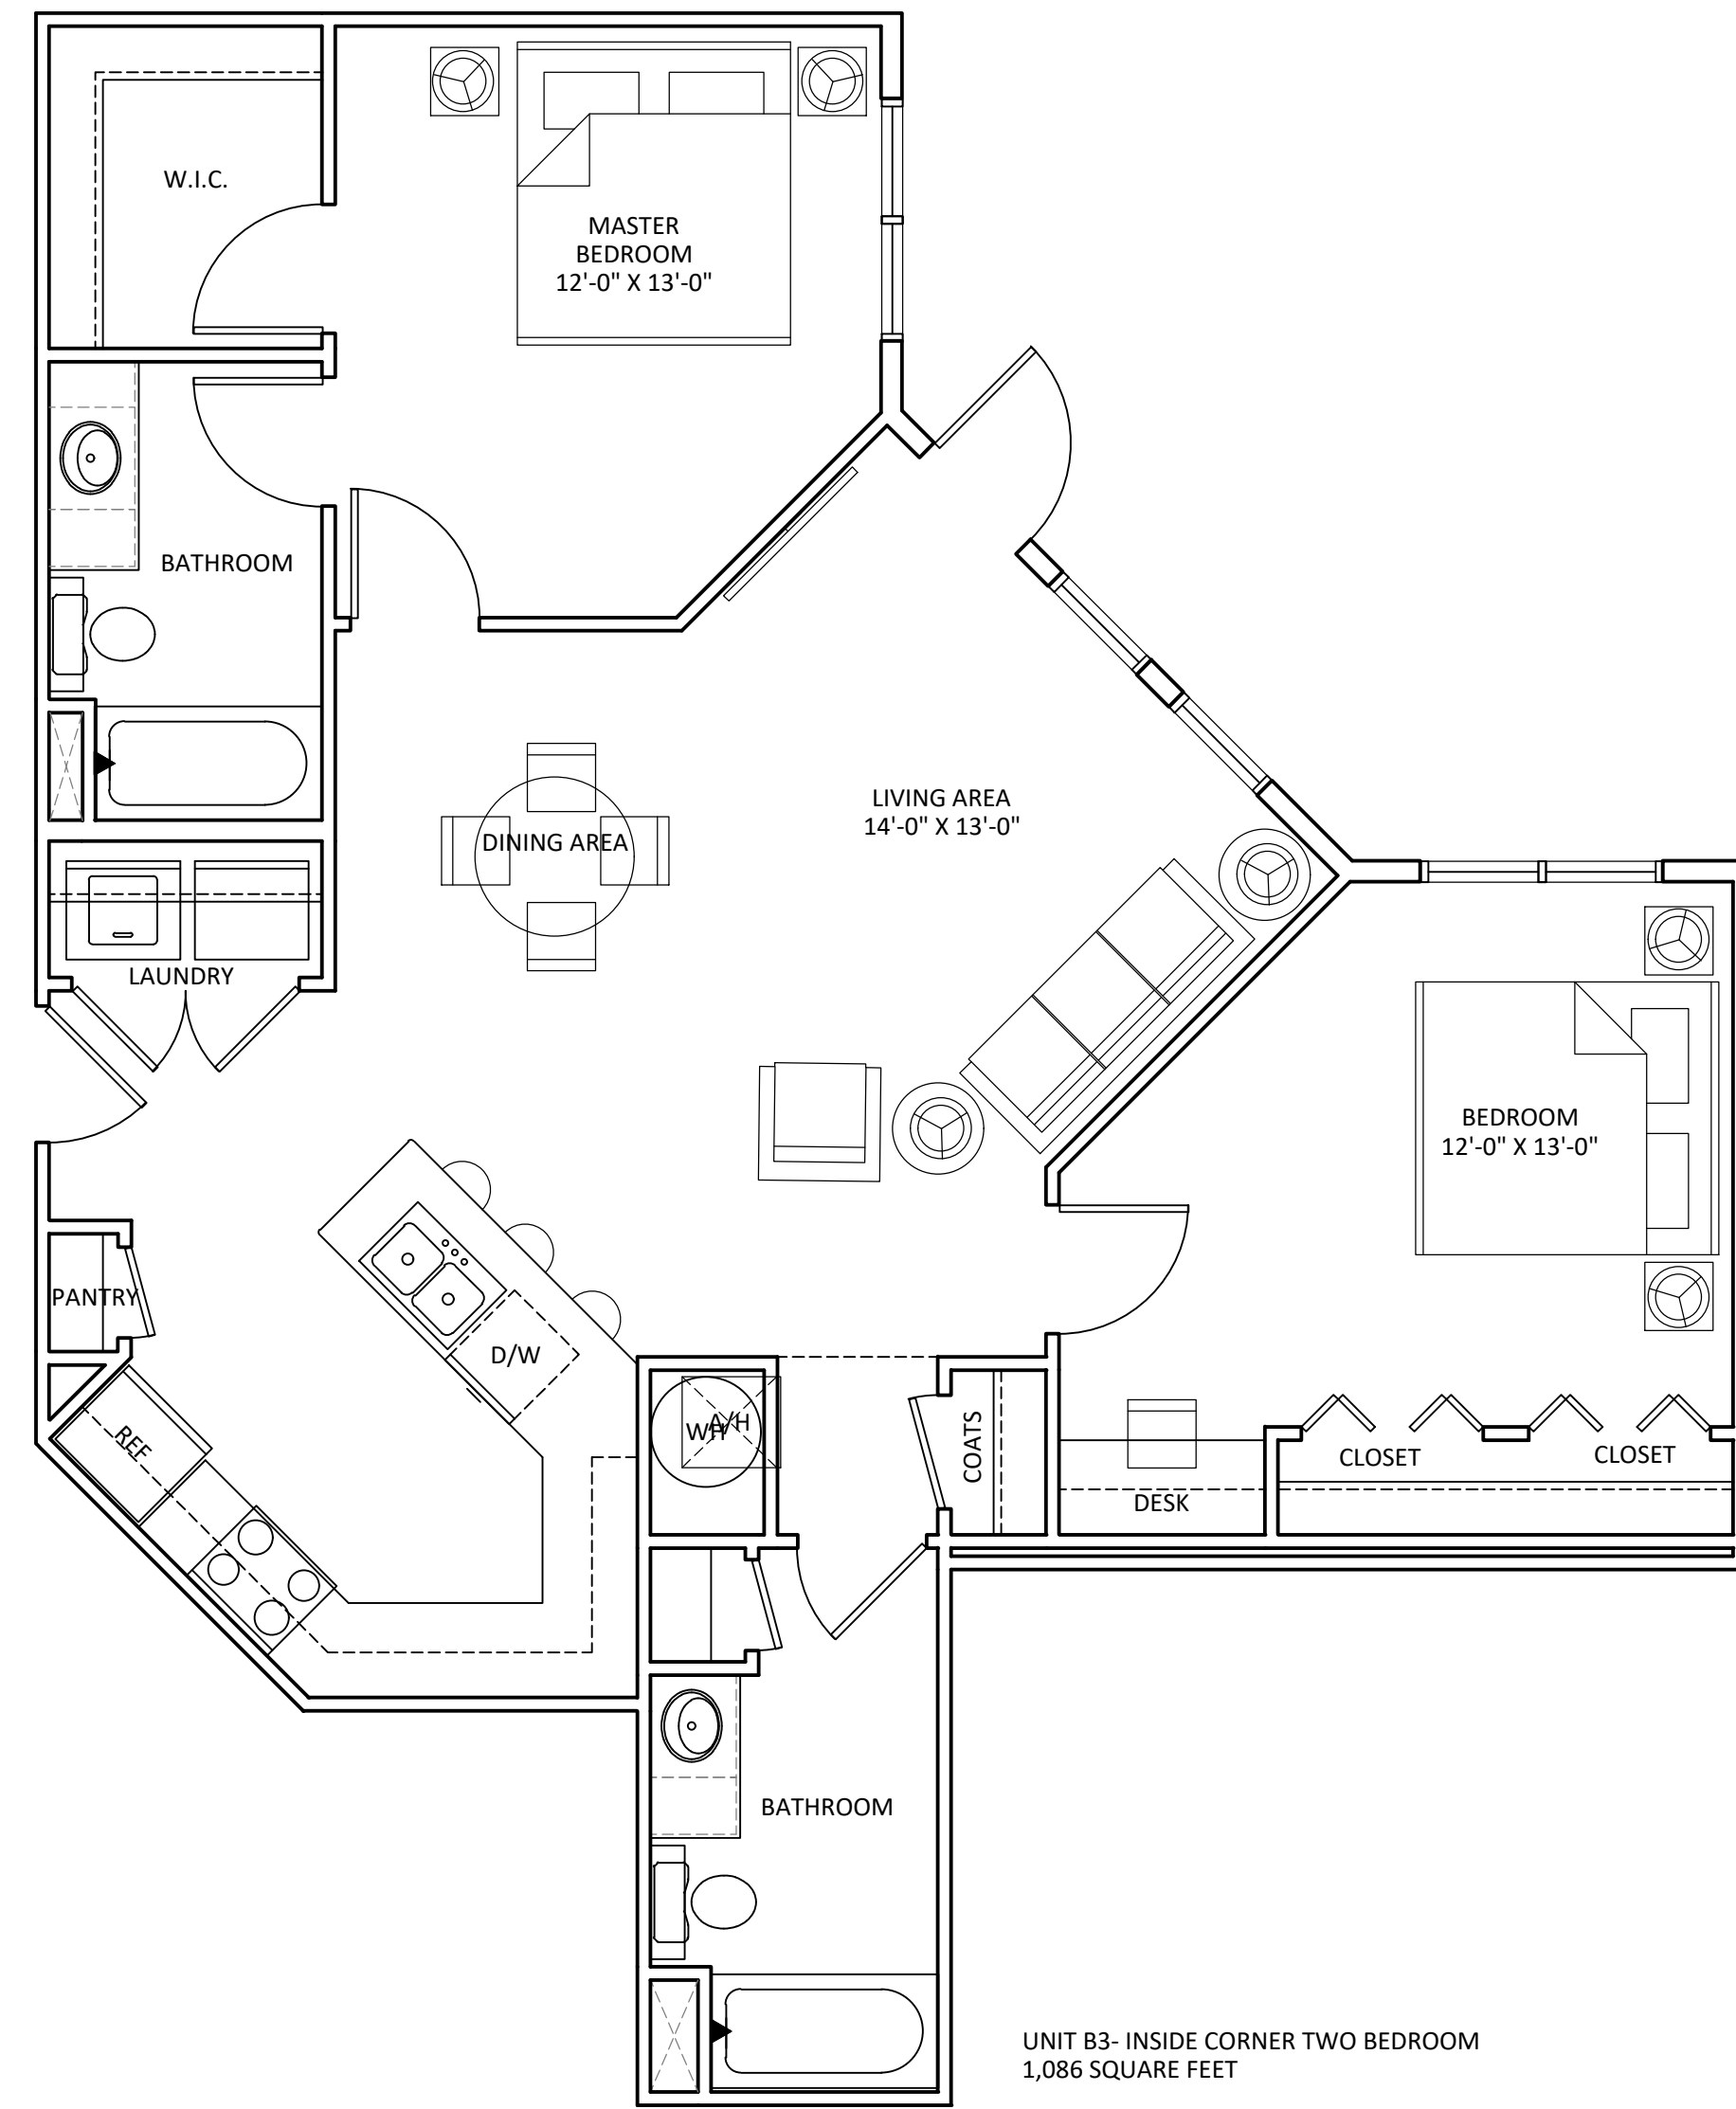 W.I.C.
MASTER
BEDROOM
12'-0" X 13'-0"
BATHROOM
LIVING AREA
14'-0" X 13'-0"
DINING AREA
LAUNDRY
BEDROOM
12'-0" X 13'-0"
PANTRY
D/W
REF
WH
A/H
COATS
CLOSET
CLOSET
DESK
BATHROOM
UNIT B3- INSIDE CORNER TWO BEDROOM
1,086 SQUARE FEET